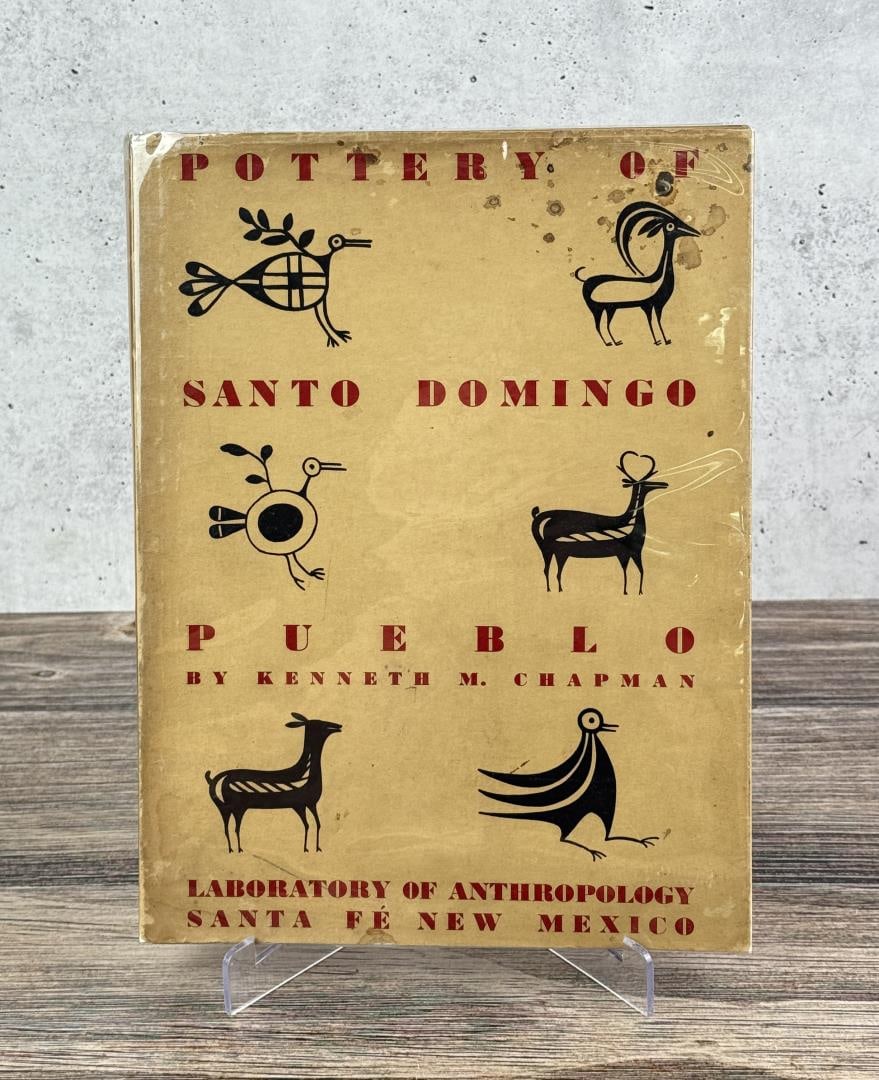 POTTERY OF
SANTO DOMINGO
PUEBLO
BY KENNETH M. CHAPMAN
LABORATORY OF ANTHROPOLOGY
SANTA FÉ NEW MEXICO